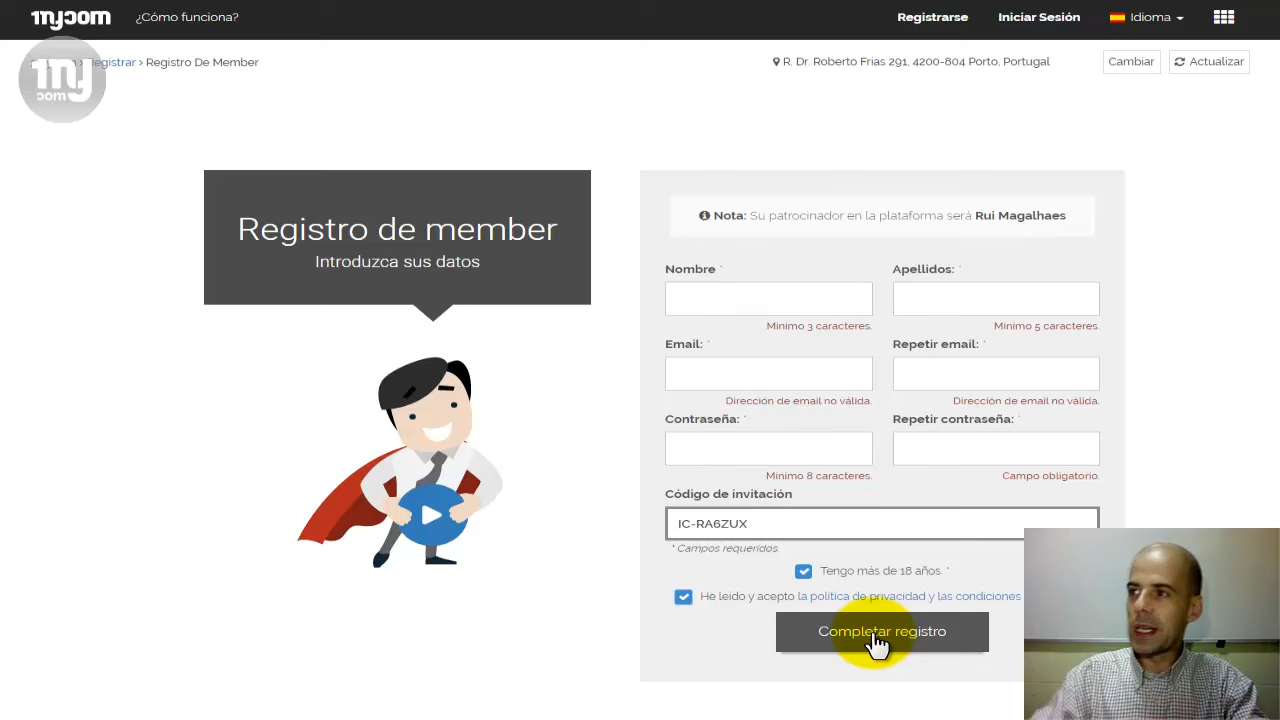 mycom
¿Cómo funciona?
Registrarse
Iniciar Sesión
Idioma
Registrar › Registro De Member
R. Dr. Roberto Frias 291, 4200-804 Porto, Portugal
Cambiar
Actualizar
my
com
Registro de member
Introduzca sus datos
Nota: Su patrocinador en la plataforma será Rui Magalhaes
Nombre *
Apellidos: *
Mínimo 3 caracteres.
Mínimo 5 caracteres.
Email: *
Repetir email: *
Dirección de email no válida.
Dirección de email no válida.
Contraseña: *
Repetir contraseña: *
Mínimo 8 caracteres.
Campo obligatorio.
Código de invitación
IC-RA6ZUX
* Campos requeridos.
Tengo más de 18 años. *
He leído y acepto la política de privacidad y las condiciones
Completar registro